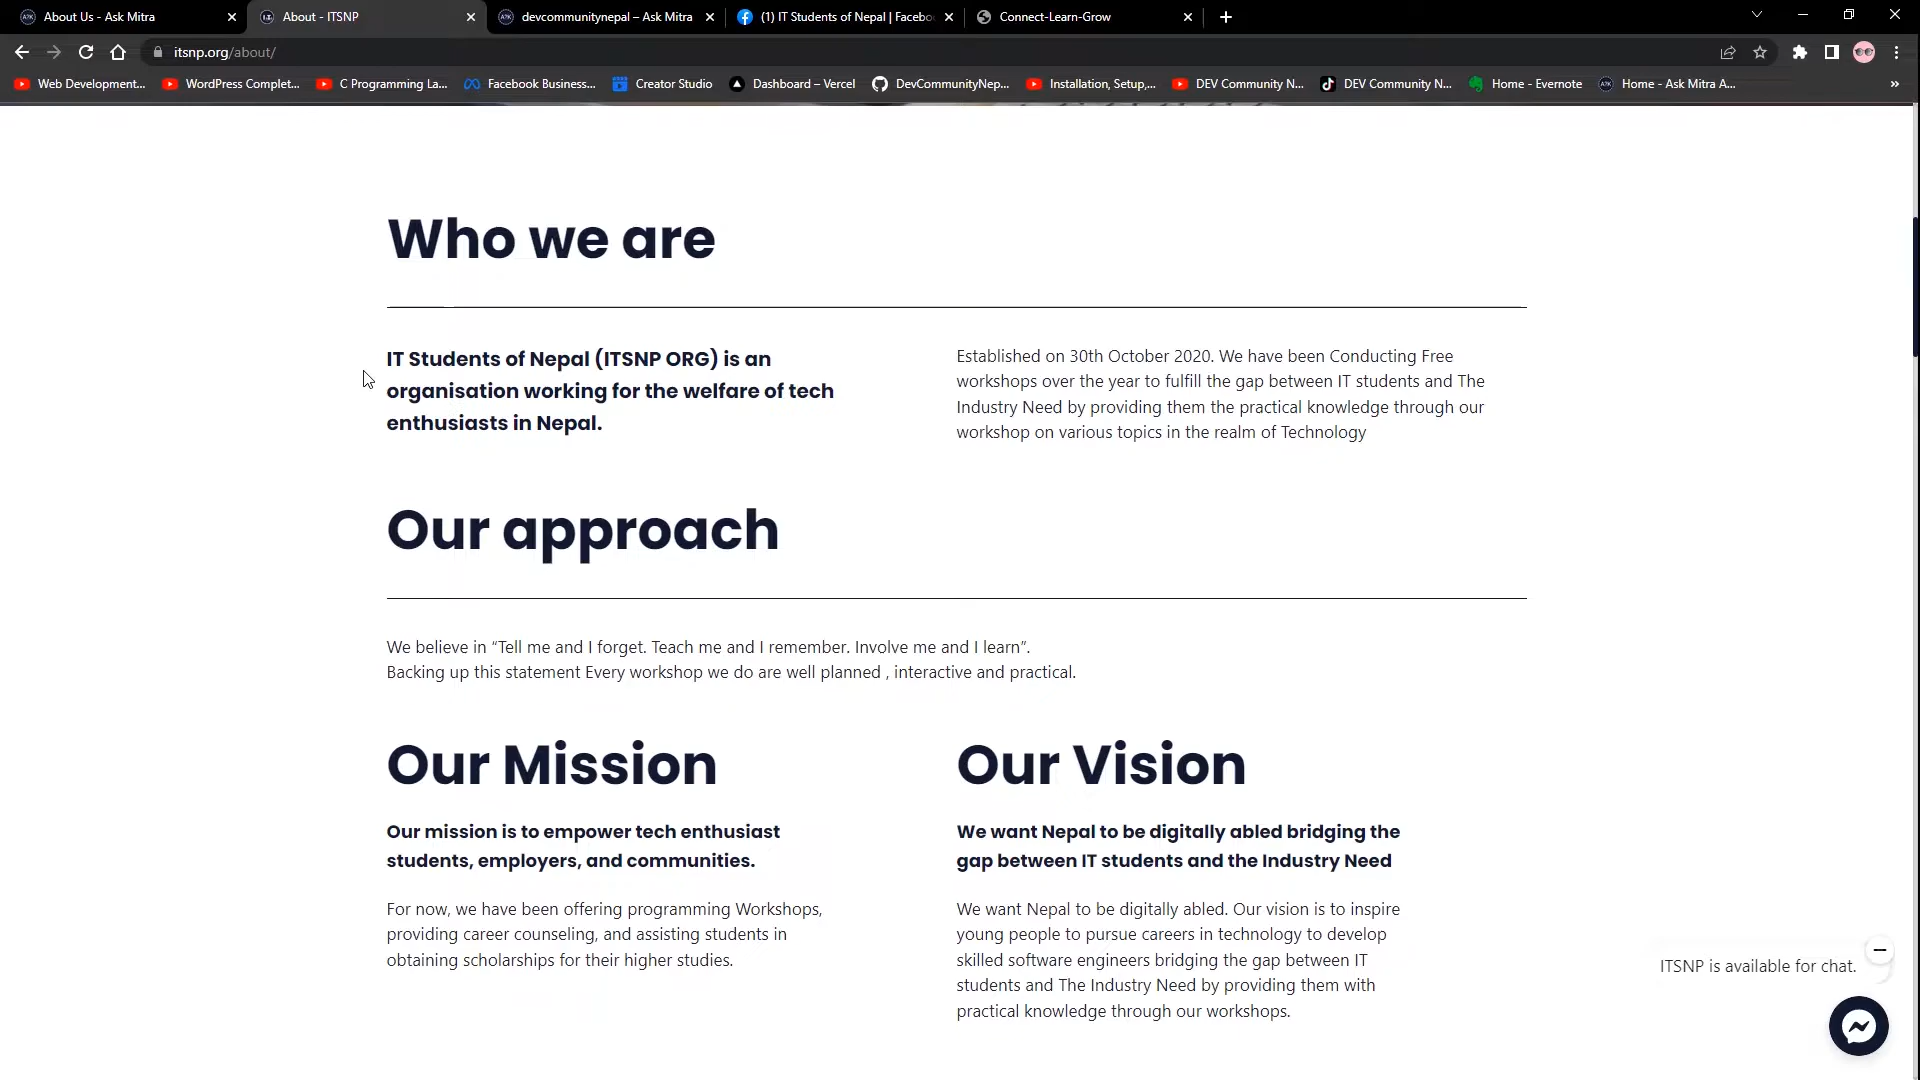 About Us - Ask Mitra
About - ITSNP
devcommunitynepal – Ask Mitra
(1) IT Students of Nepal | Facebo
Connect-Learn-Grow
itsnp.org/about/
Web Development...
WordPress Complet...
C Programming La...
Facebook Business...
Creator Studio
Dashboard – Vercel
DevCommunityNep...
Installation, Setup,...
DEV Community N...
DEV Community N...
Home - Evernote
Home - Ask Mitra A...
Who we are
IT Students of Nepal (ITSNP ORG) is an
organisation working for the welfare of tech
enthusiasts in Nepal.
Established on 30th October 2020. We have been Conducting Free
workshops over the year to fulfill the gap between IT students and The
Industry Need by providing them the practical knowledge through our
workshop on various topics in the realm of Technology
Our approach
We believe in “Tell me and I forget. Teach me and I remember. Involve me and I learn”.
Backing up this statement Every workshop we do are well planned , interactive and practical.
Our Mission
Our mission is to empower tech enthusiast
students, employers, and communities.
For now, we have been offering programming Workshops,
providing career counseling, and assisting students in
obtaining scholarships for their higher studies.
Our Vision
We want Nepal to be digitally abled bridging the
gap between IT students and the Industry Need
We want Nepal to be digitally abled. Our vision is to inspire
young people to pursue careers in technology to develop
skilled software engineers bridging the gap between IT
students and The Industry Need by providing them with
practical knowledge through our workshops.
ITSNP is available for chat.